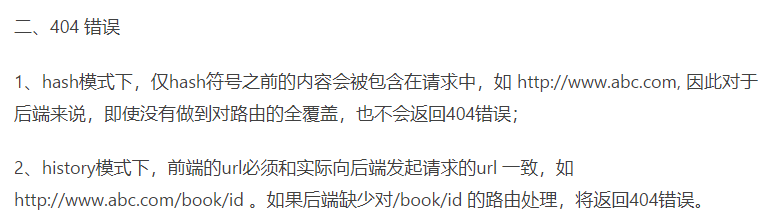 二、404 错误
1、hash模式下，仅hash符号之前的内容会被包含在请求中，如 http://www.abc.com, 因此对于
后端来说，即使没有做到对路由的全覆盖，也不会返回404错误；
2、history模式下，前端的url必须和实际向后端发起请求的url 一致，如
http://www.abc.com/book/id 。如果后端缺少对/book/id 的路由处理，将返回404错误。